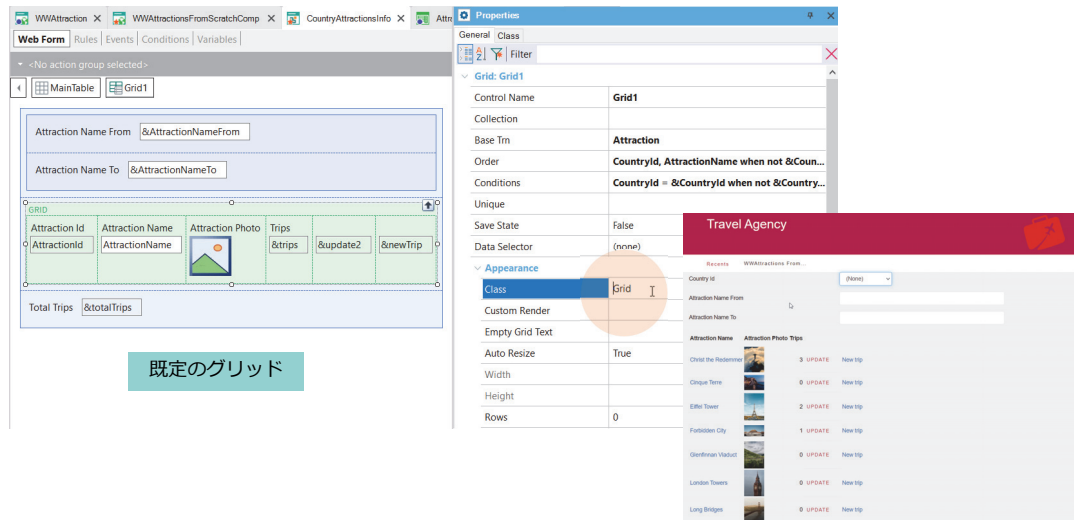 WWAttraction
WWAttractionsFromScratchComp
CountryAttractionsInfo
Attra
Web Form
Rules
Events
Conditions
Variables
<No action group selected>
MainTable
Grid1
Attraction Name From
&AttractionNameFrom
Attraction Name To
&AttractionNameTo
GRID
Attraction Id
Attraction Name
Attraction Photo
Trips
AttractionId
AttractionName
&trips
&update2
&newTrip
Total Trips
&totalTrips
既定のグリッド
Properties
General
Class
Filter
Grid: Grid1
Control Name
Grid1
Collection
Base Trn
Attraction
Order
CountryId, AttractionName when not &Coun...
Conditions
CountryId = &CountryId when not &Country...
Unique
Save State
False
Data Selector
(none)
Appearance
Class
Grid
Custom Render
Empty Grid Text
Auto Resize
True
Width
Height
Rows
0
Travel Agency
Recents
WWAttractions From...
Country Id
(None)
Attraction Name From
Attraction Name To
Attraction Name
Attraction Photo
Trips
Christ the Redemmer
3
UPDATE
New trip
Cinque Terre
0
UPDATE
New trip
Eiffel Tower
2
UPDATE
New trip
Forbidden City
1
UPDATE
New trip
Glenfinnan Viaduct
0
UPDATE
New trip
London Towers
0
UPDATE
New trip
Long Bridges
0
UPDATE
New trip